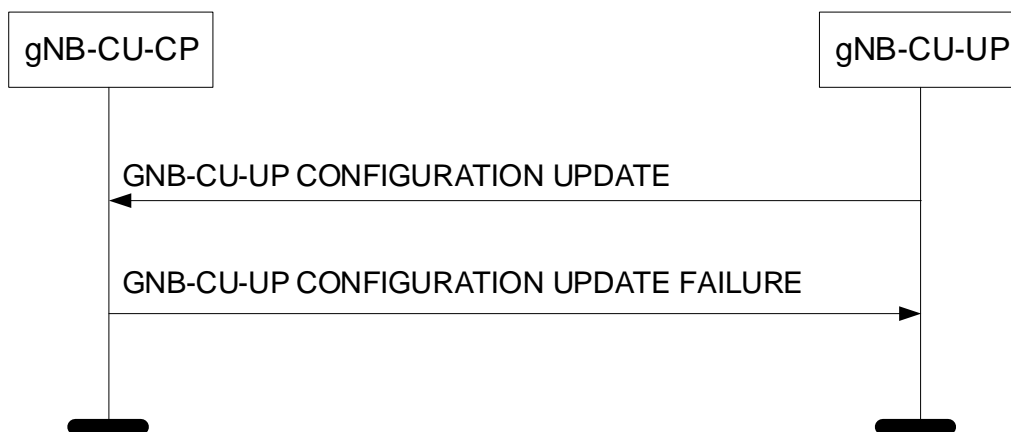 gNB-CU-CP
gNB-CU-UP
GNB-CU-UP CONFIGURATION UPDATE
GNB-CU-UP CONFIGURATION UPDATE FAILURE